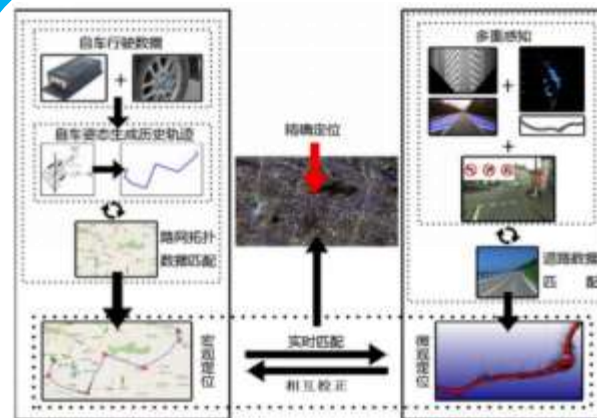 自车行驶数据
自车姿态生成历史轨迹
路网拓扑
数据匹配
宏观定位
精确定位
实时匹配
相互校正
多重感知
道路数据
匹 配
微观定位